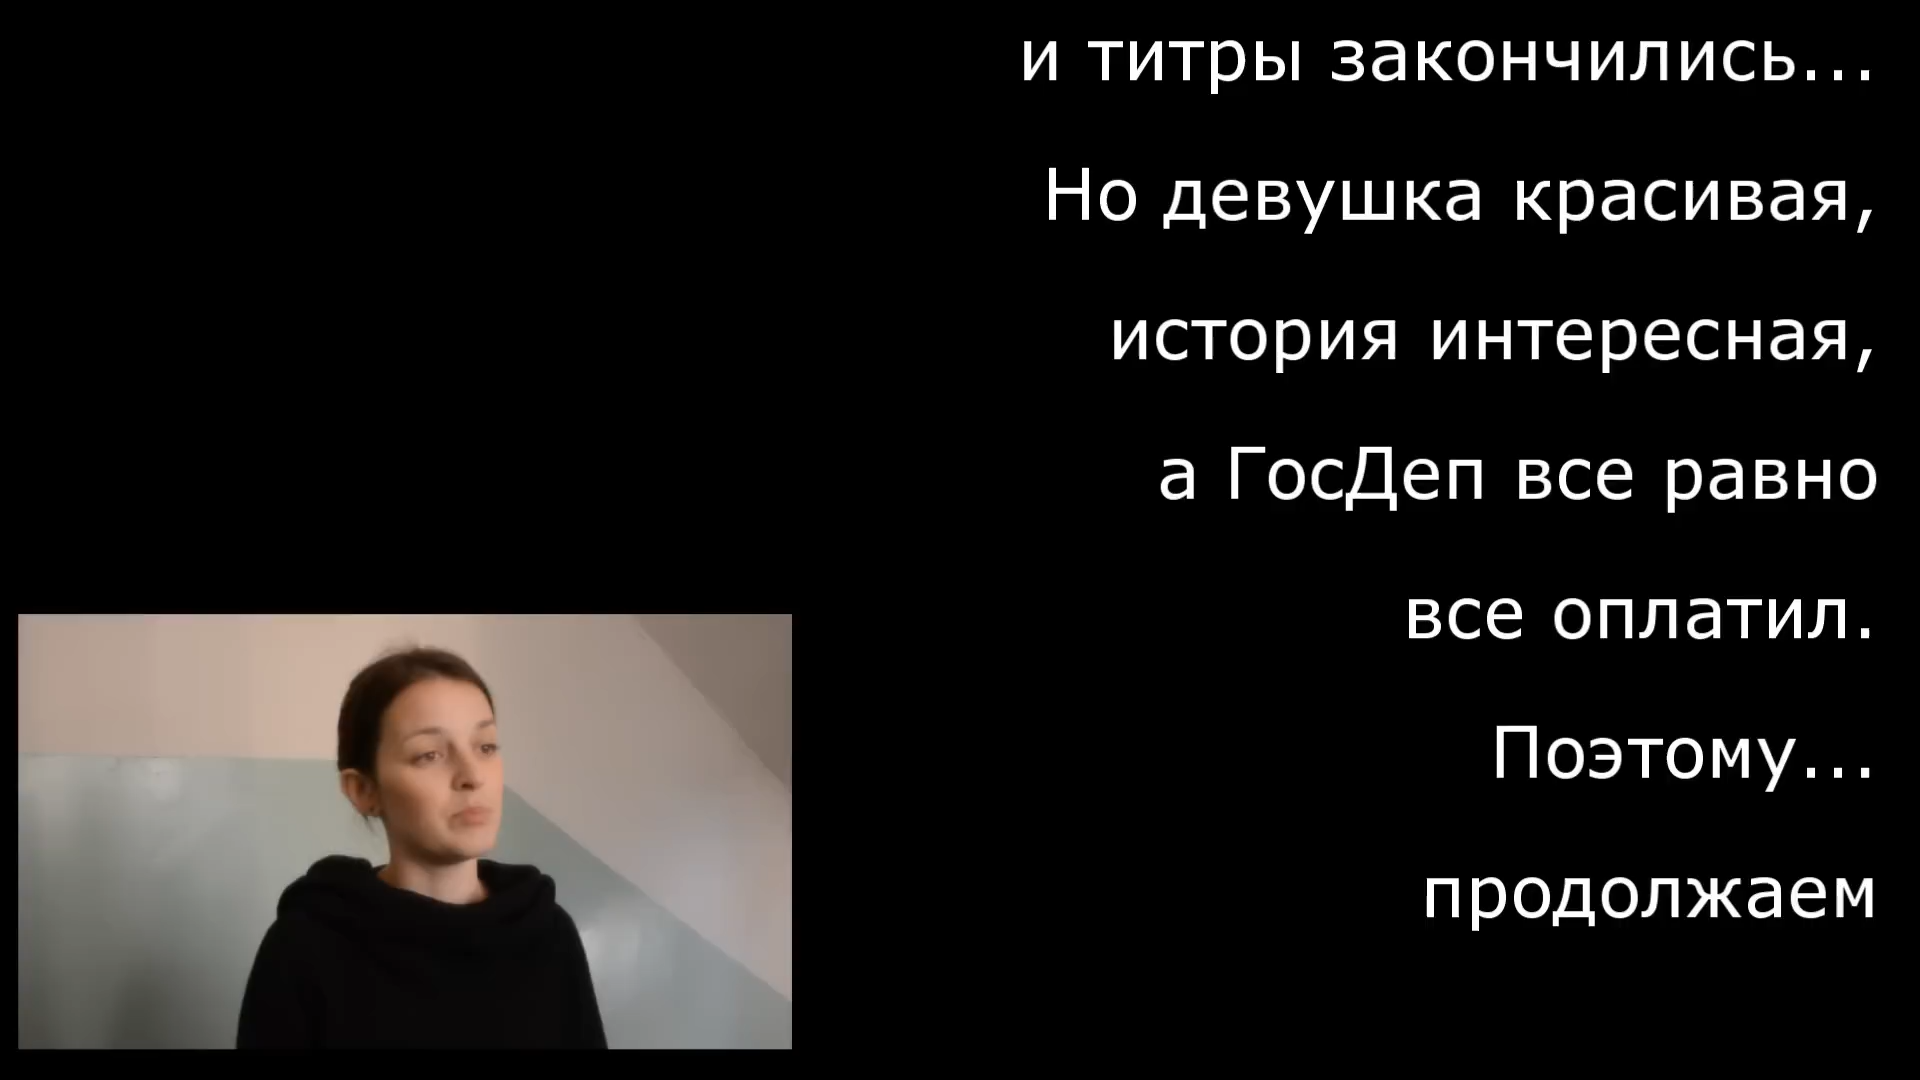 и титры закончились...
Но девушка красивая,
история интересная,
а ГосДеп все равно
все оплатил.
Поэтому...
продолжаем